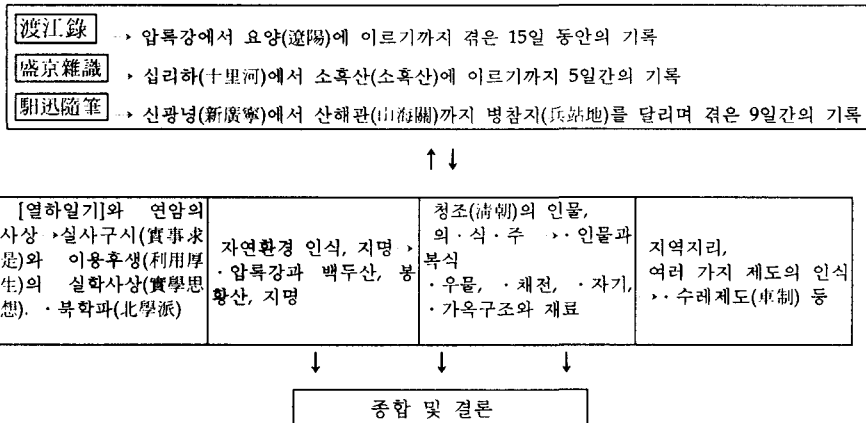 渡江錄 → 압록강에서 요양(遼陽)에 이르기까지 겪은 15일 동안의 기록
盛京雜識 → 십리하(十里河)에서 소흑산(소흑산)에 이르기까지 5일간의 기록
馹迅隨筆 → 신광녕(新廣寧)에서 산해관(山海關)까지 병참지(兵站地)를 달리며 겪은 9일간의 기록
↑ ↓
[열하일기]와 연암의
사상 →실사구시(實事求
是)와 이용후생(利用厚
生)의 실학사상(實學思
想). ・북학파(北學派)
자연환경 인식, 지명 →
・압록강과 백두산, 봉
황산, 지명
청조(淸朝)의 인물,
의・식・주 →・인물과
복식
・우물, ・채전, ・자기,
・가옥구조와 재료
지역지리,
여러 가지 제도의 인식
→・수레제도(車制) 등
↓ ↓ ↓
종합 및 결론